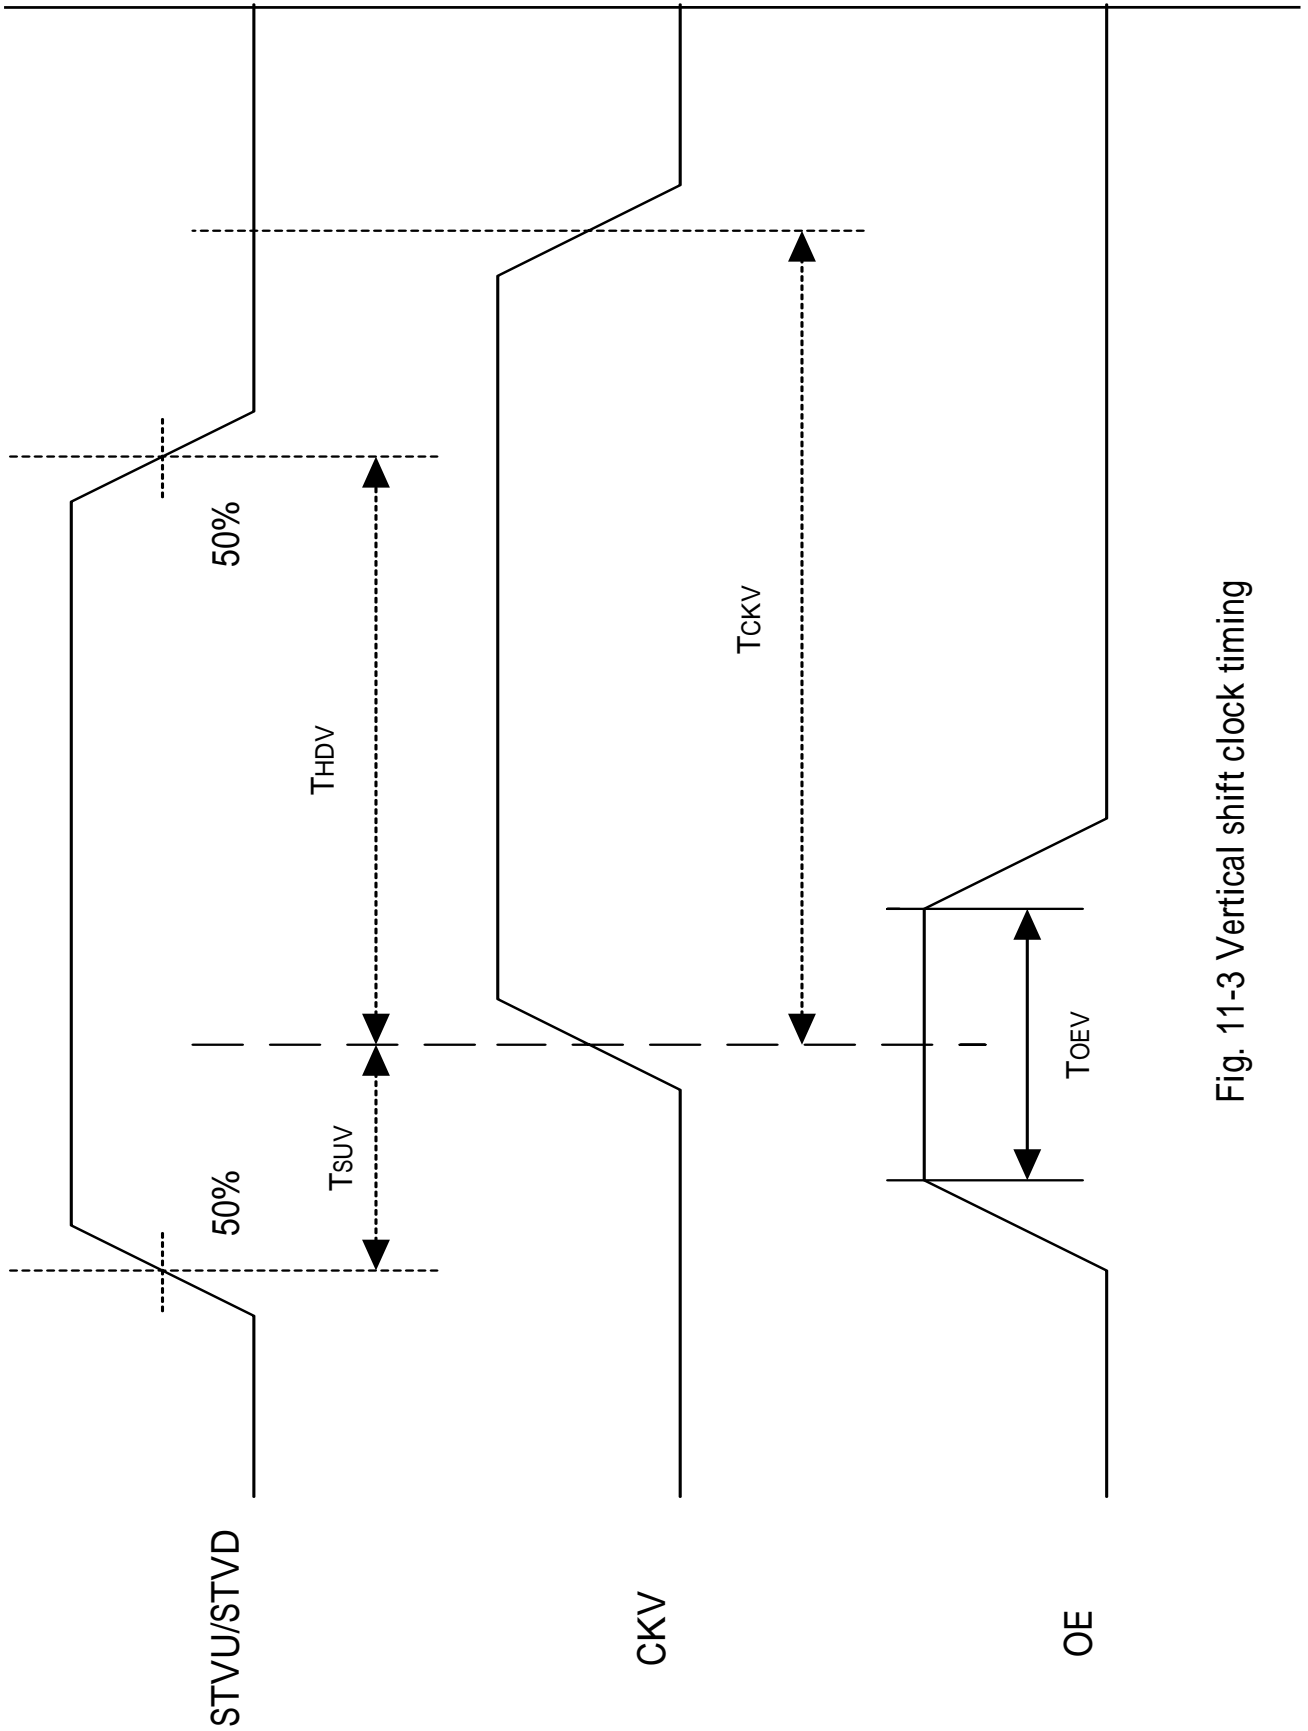 STVU/STVD
50%
50%
TSUV
THDV
CKV
TCKV
OE
TOEV
Fig. 11-3 Vertical shift clock timing